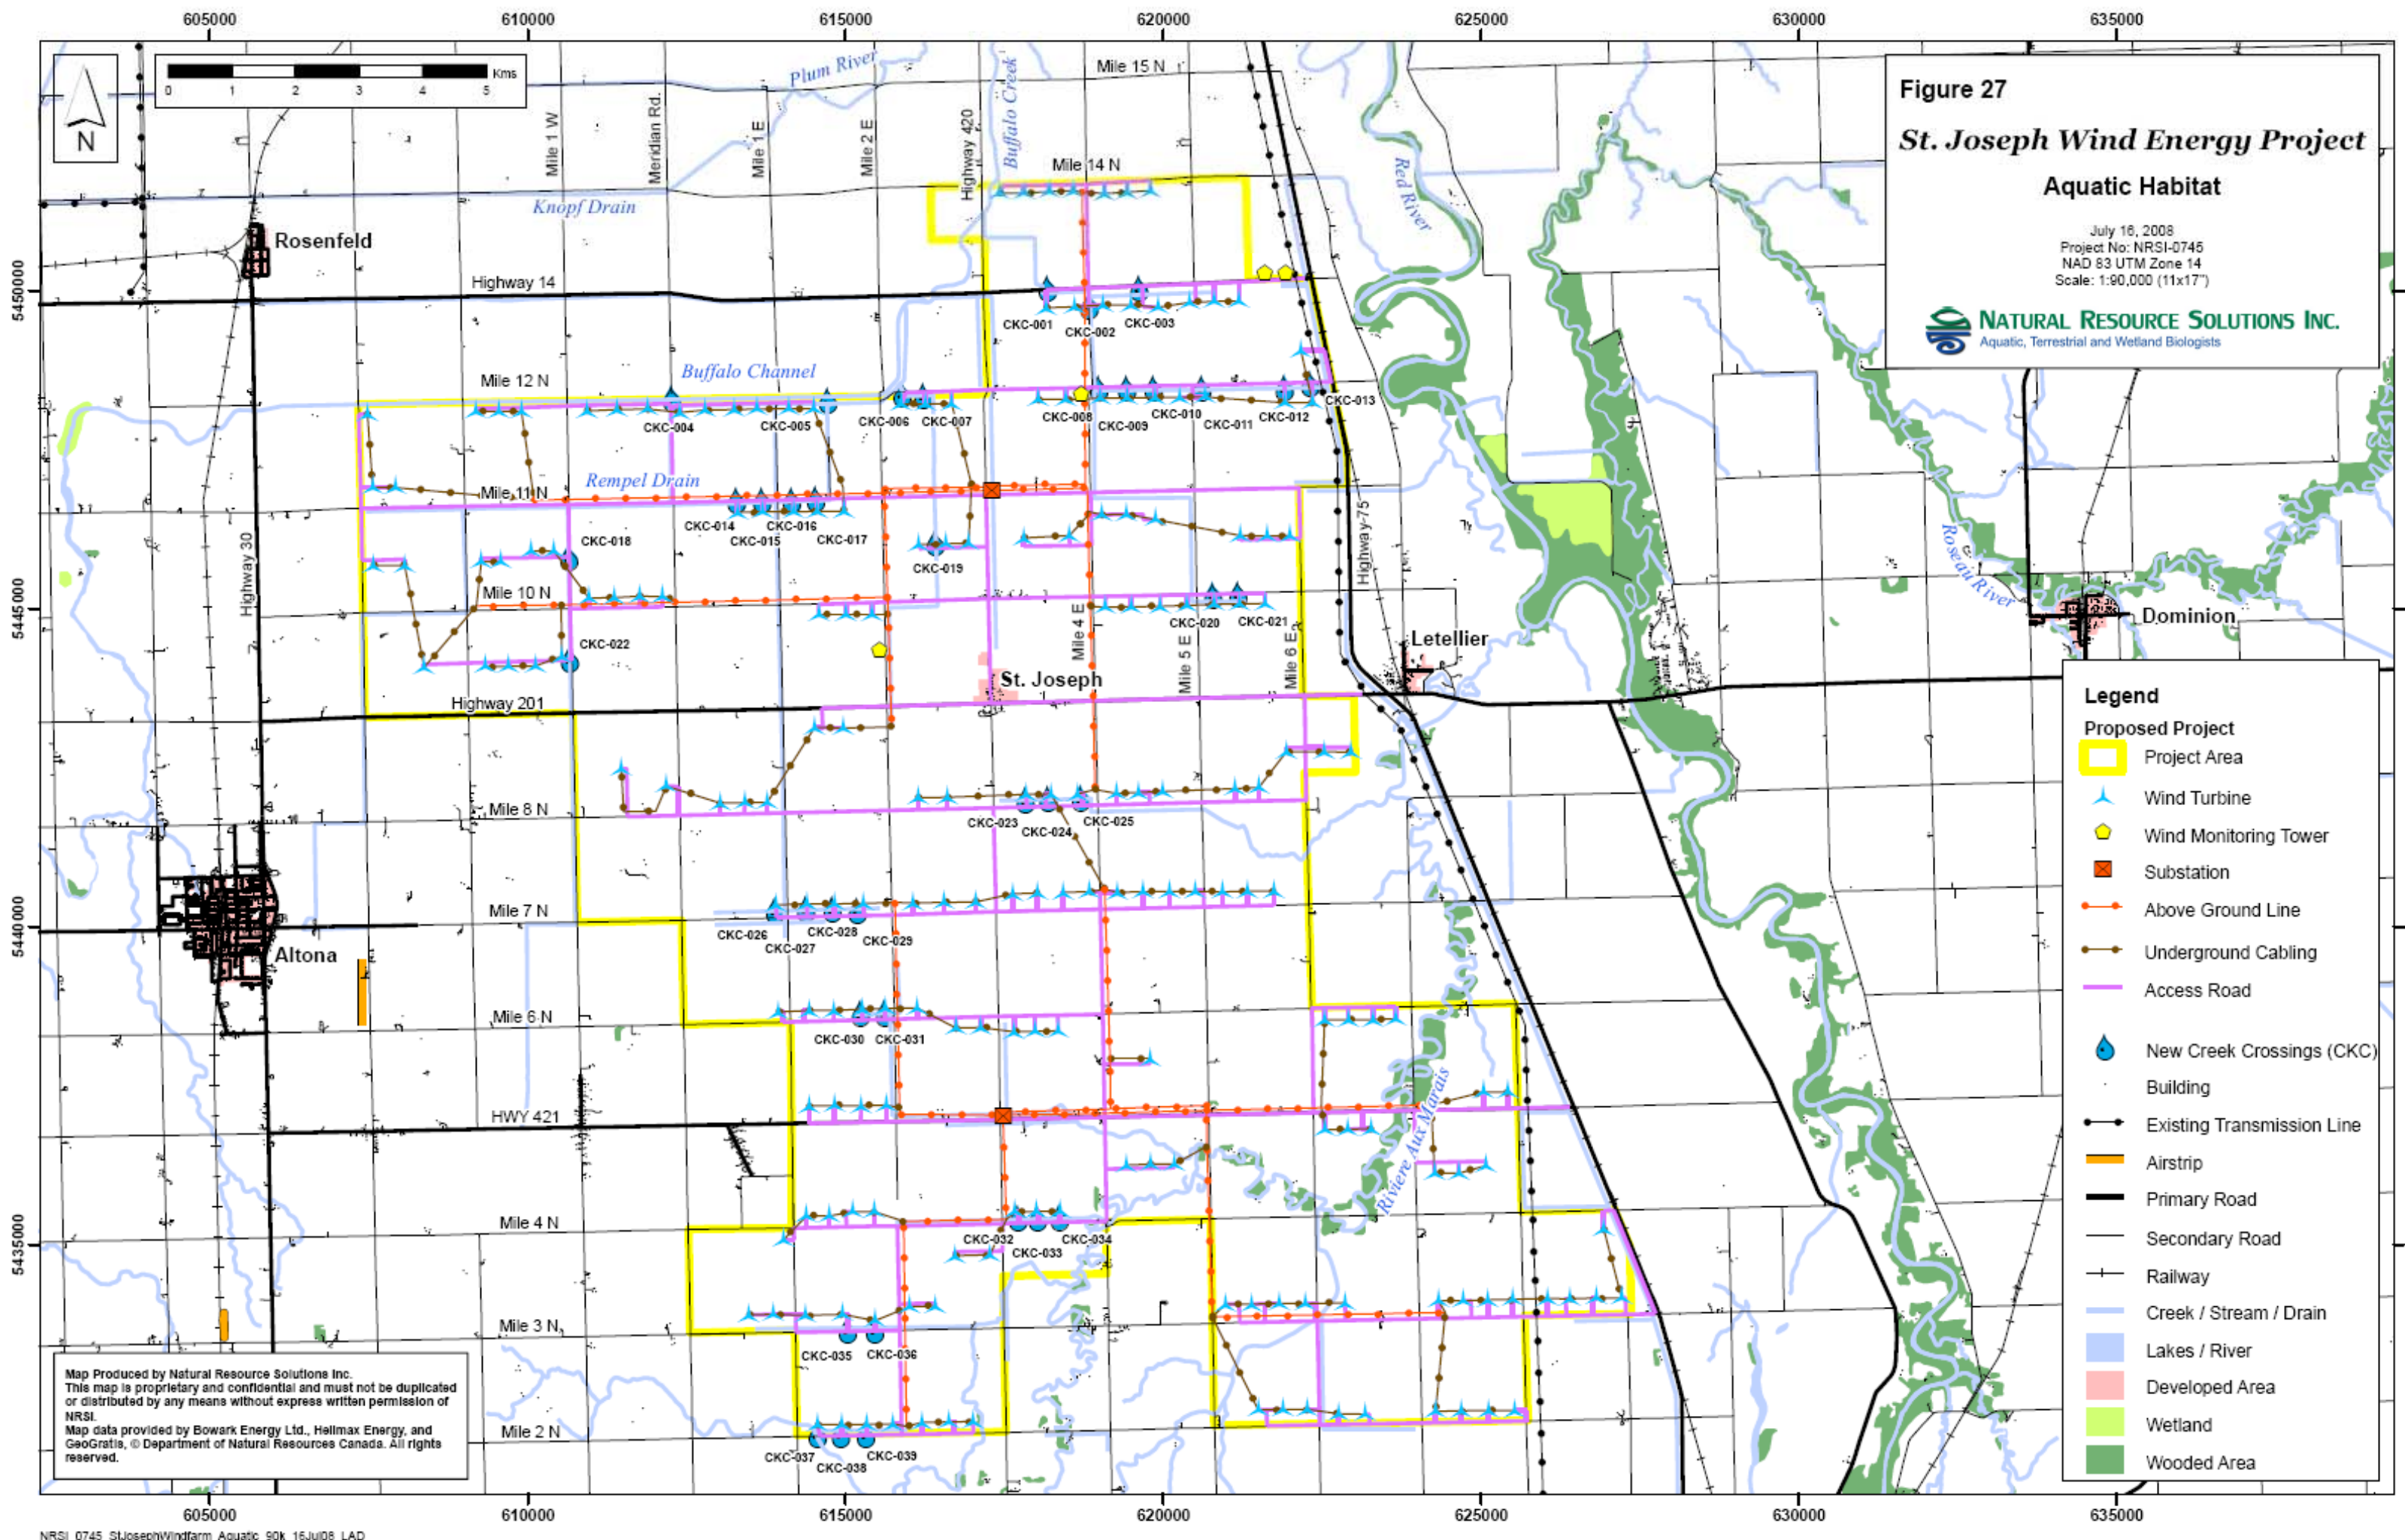 605000 610000 615000 620000 625000 630000 635000
5450000
5445000
5440000
5435000
N
0 1 2 3 4 5 Kms
Figure 27
St. Joseph Wind Energy Project
Aquatic Habitat
July 16, 2008
Project No: NRSI-0745
NAD 83 UTM Zone 14
Scale: 1:90,000 (11x17")
NATURAL RESOURCE SOLUTIONS INC.
Aquatic, Terrestrial and Wetland Biologists
Plum River
Buffalo Creek
Mile 15 N
Mile 1 W
Meridian Rd.
Mile 1 E
Mile 2 E
Highway 420
Mile 14 N
Red River
Knopf Drain
Rosenfeld
Highway 14
CKC-001
CKC-002
CKC-003
Buffalo Channel
Mile 12 N
CKC-004
CKC-005
CKC-006
CKC-007
CKC-008
CKC-009
CKC-010
CKC-011
CKC-012
CKC-013
Rempel Drain
Mile 11 N
CKC-014
CKC-015
CKC-016
CKC-017
CKC-018
CKC-019
Highway 30
Highway 75
Roseau River
Mile 10 N
CKC-020
CKC-021
CKC-022
Mile 4 E
Mile 5 E
Mile 6 E
Dominion
Letellier
St. Joseph
Highway 201
Mile 8 N
CKC-023
CKC-024
CKC-025
Mile 7 N
CKC-026
CKC-027
CKC-028
CKC-029
Altona
Mile 6 N
CKC-030
CKC-031
HWY 421
Riviere Aux Marais
Mile 4 N
CKC-032
CKC-033
CKC-034
Mile 3 N
CKC-035
CKC-036
Mile 2 N
CKC-037
CKC-038
CKC-039
Legend
Proposed Project
Project Area
Wind Turbine
Wind Monitoring Tower
Substation
Above Ground Line
Underground Cabling
Access Road
New Creek Crossings (CKC)
Building
Existing Transmission Line
Airstrip
Primary Road
Secondary Road
Railway
Creek / Stream / Drain
Lakes / River
Developed Area
Wetland
Wooded Area
Map Produced by Natural Resource Solutions Inc.
This map is proprietary and confidential and must not be duplicated
or distributed by any means without express written permission of
NRSI.
Map data provided by Bowark Energy Ltd., Helimax Energy, and
GeoGratis, © Department of Natural Resources Canada. All rights
reserved.
605000 610000 615000 620000 625000 630000 635000
NRSI_0745_StJosephWindfarm_Aquatic_90k_16Jul08_LAD